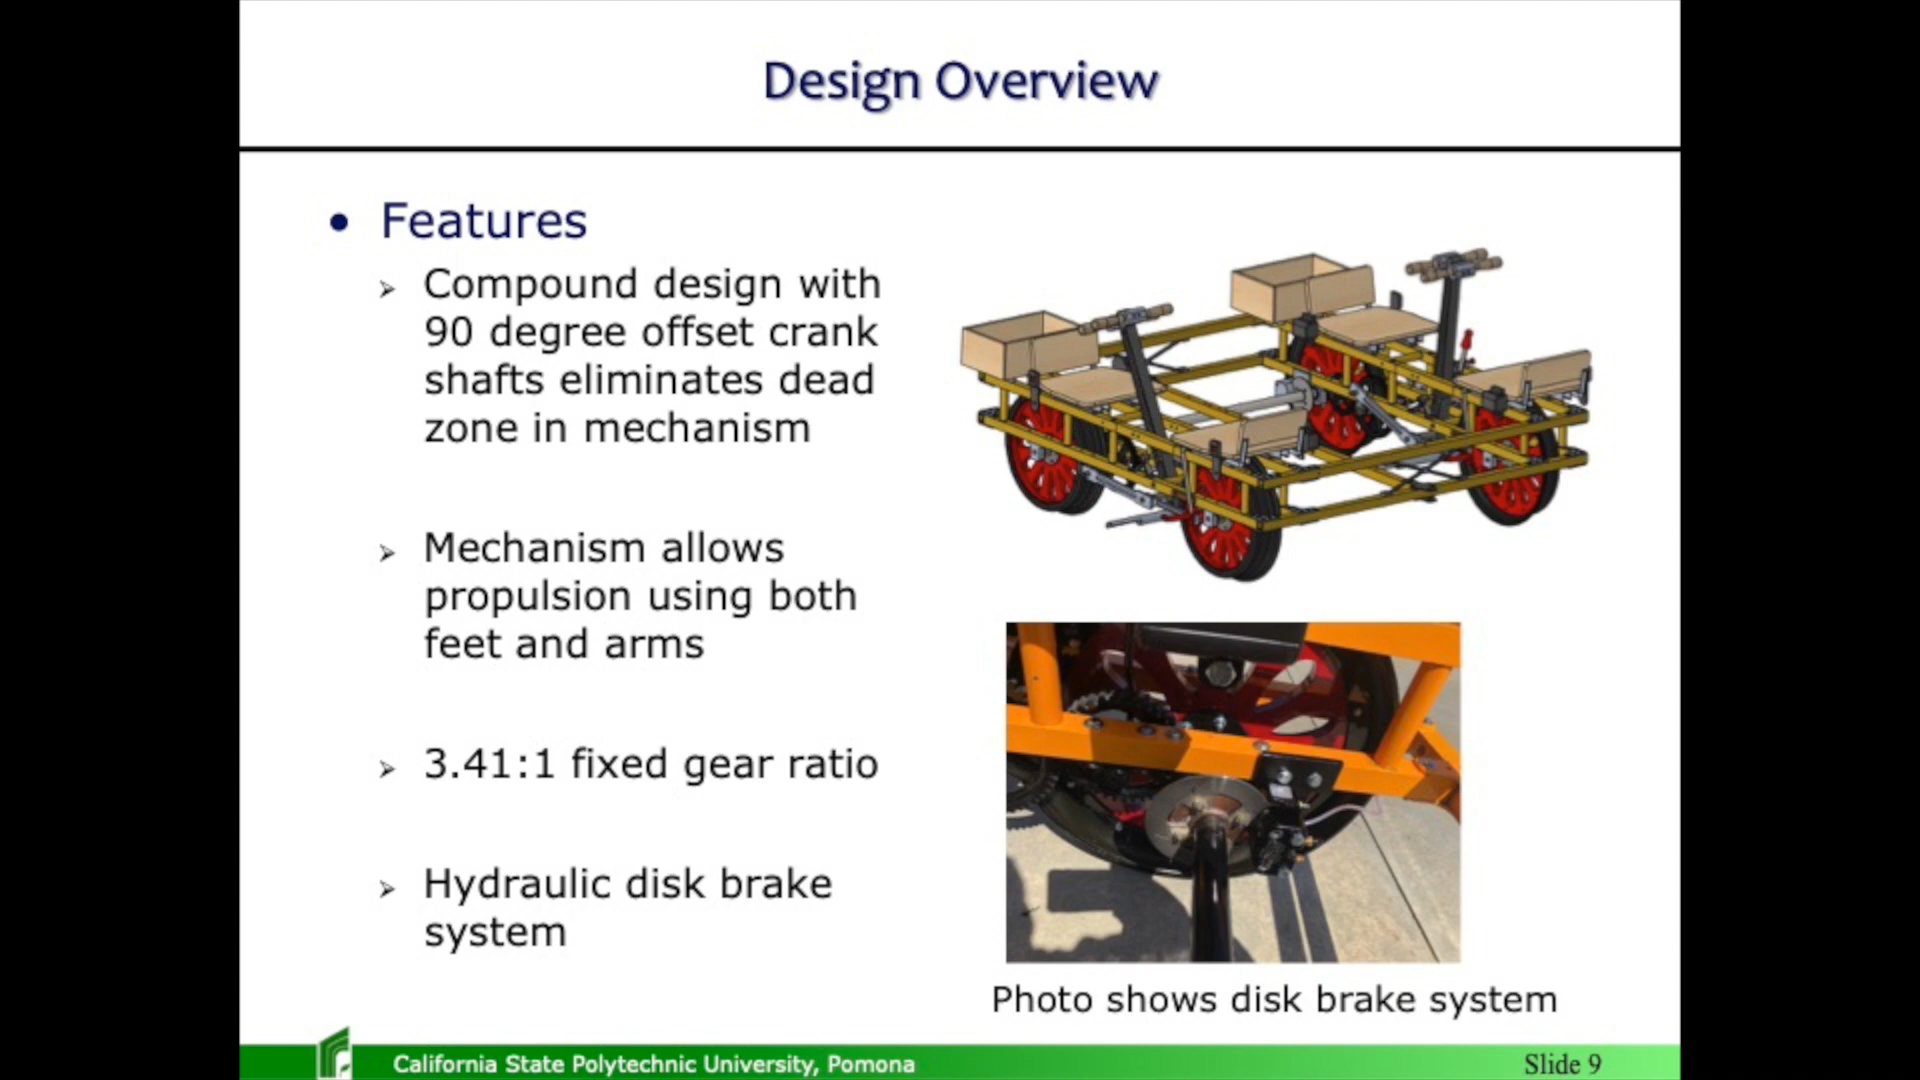 Design Overview
• Features
➢ Compound design with
90 degree offset crank
shafts eliminates dead
zone in mechanism
➢ Mechanism allows
propulsion using both
feet and arms
➢ 3.41:1 fixed gear ratio
➢ Hydraulic disk brake
system
Photo shows disk brake system
California State Polytechnic University, Pomona
Slide 9